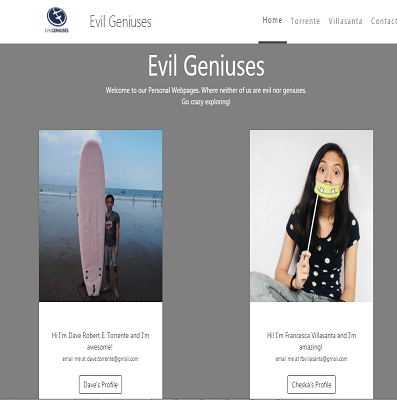 EVILGENIUSES
Evil Geniuses
Home Torrente Villasanta Contact
Evil Geniuses
Welcome to our Personal Webpages. Where neither of us are evil nor geniuses.
Go crazy exploring!
Hi I'm Dave Robert E. Torrente and I'm
awesome!
email me at dave.torrente@gmail.com
Dave's Profile
Hi! I'm Francesca Villasanta and I'm
amazing!
email me at fbvillasanta@gmail.com
Cheska's Profile